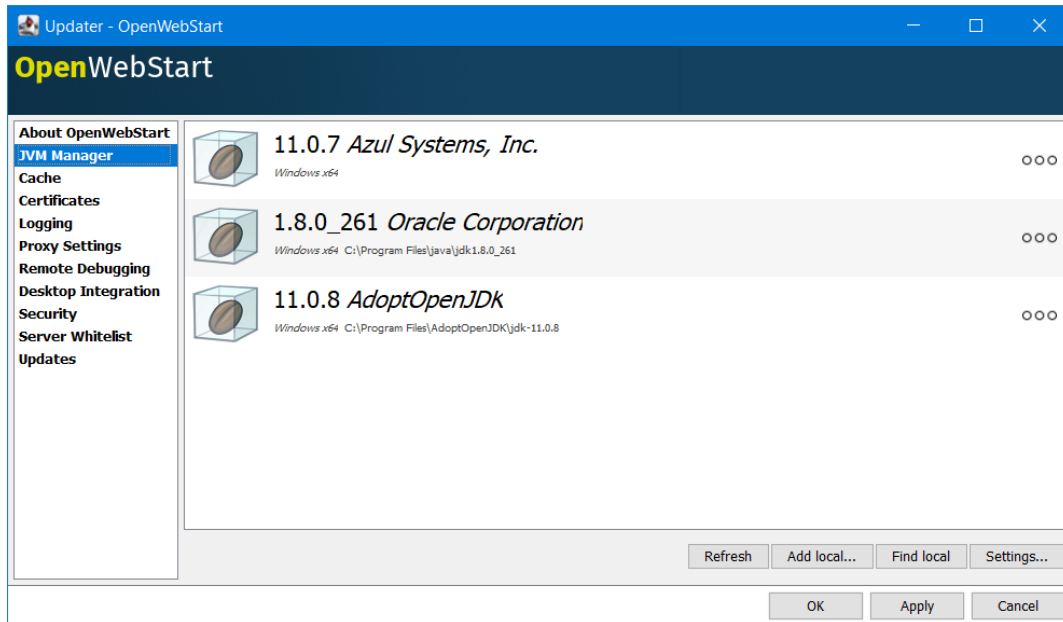 Updater - OpenWebStart
OpenWebStart
About OpenWebStart
JVM Manager
Cache
Certificates
Logging
Proxy Settings
Remote Debugging
Desktop Integration
Security
Server Whitelist
Updates
11.0.7 Azul Systems, Inc.
Windows x64
1.8.0_261 Oracle Corporation
Windows x64 C:\Program Files\java\jdk1.8.0_261
11.0.8 AdoptOpenJDK
Windows x64 C:\Program Files\AdoptOpenJDK\jdk-11.0.8
Refresh Add local... Find local Settings...
OK Apply Cancel